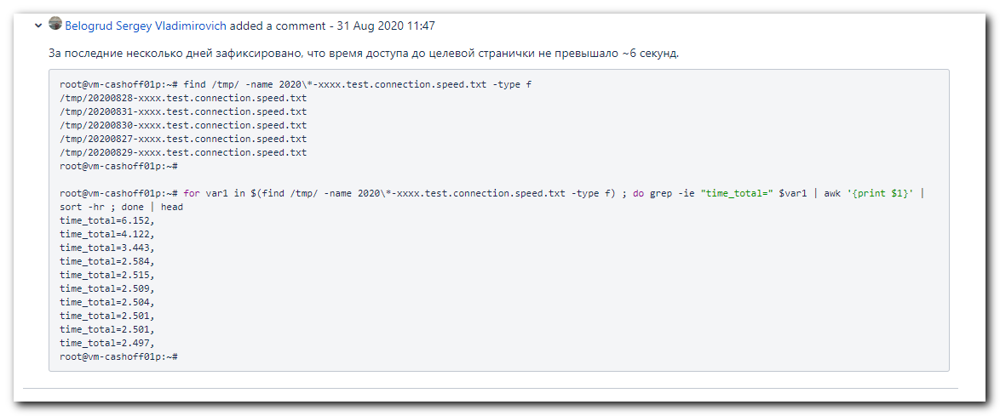 Belogrud Sergey Vladimirovich added a comment - 31 Aug 2020 11:47
За последние несколько дней зафиксировано, что время доступа до целевой странички не превышало ~6 секунд.
root@vm-cashoff01p:~# find /tmp/ -name 2020\*-xxxx.test.connection.speed.txt -type f
/tmp/20200828-xxxx.test.connection.speed.txt
/tmp/20200831-xxxx.test.connection.speed.txt
/tmp/20200830-xxxx.test.connection.speed.txt
/tmp/20200827-xxxx.test.connection.speed.txt
/tmp/20200829-xxxx.test.connection.speed.txt
root@vm-cashoff01p:~#
root@vm-cashoff01p:~# for var1 in $(find /tmp/ -name 2020\*-xxxx.test.connection.speed.txt -type f) ; do grep -ie "time_total=" $var1 | awk '{print $1}' |
sort -hr ; done | head
time_total=6.152,
time_total=4.122,
time_total=3.443,
time_total=2.584,
time_total=2.515,
time_total=2.509,
time_total=2.504,
time_total=2.501,
time_total=2.501,
time_total=2.497,
root@vm-cashoff01p:~#